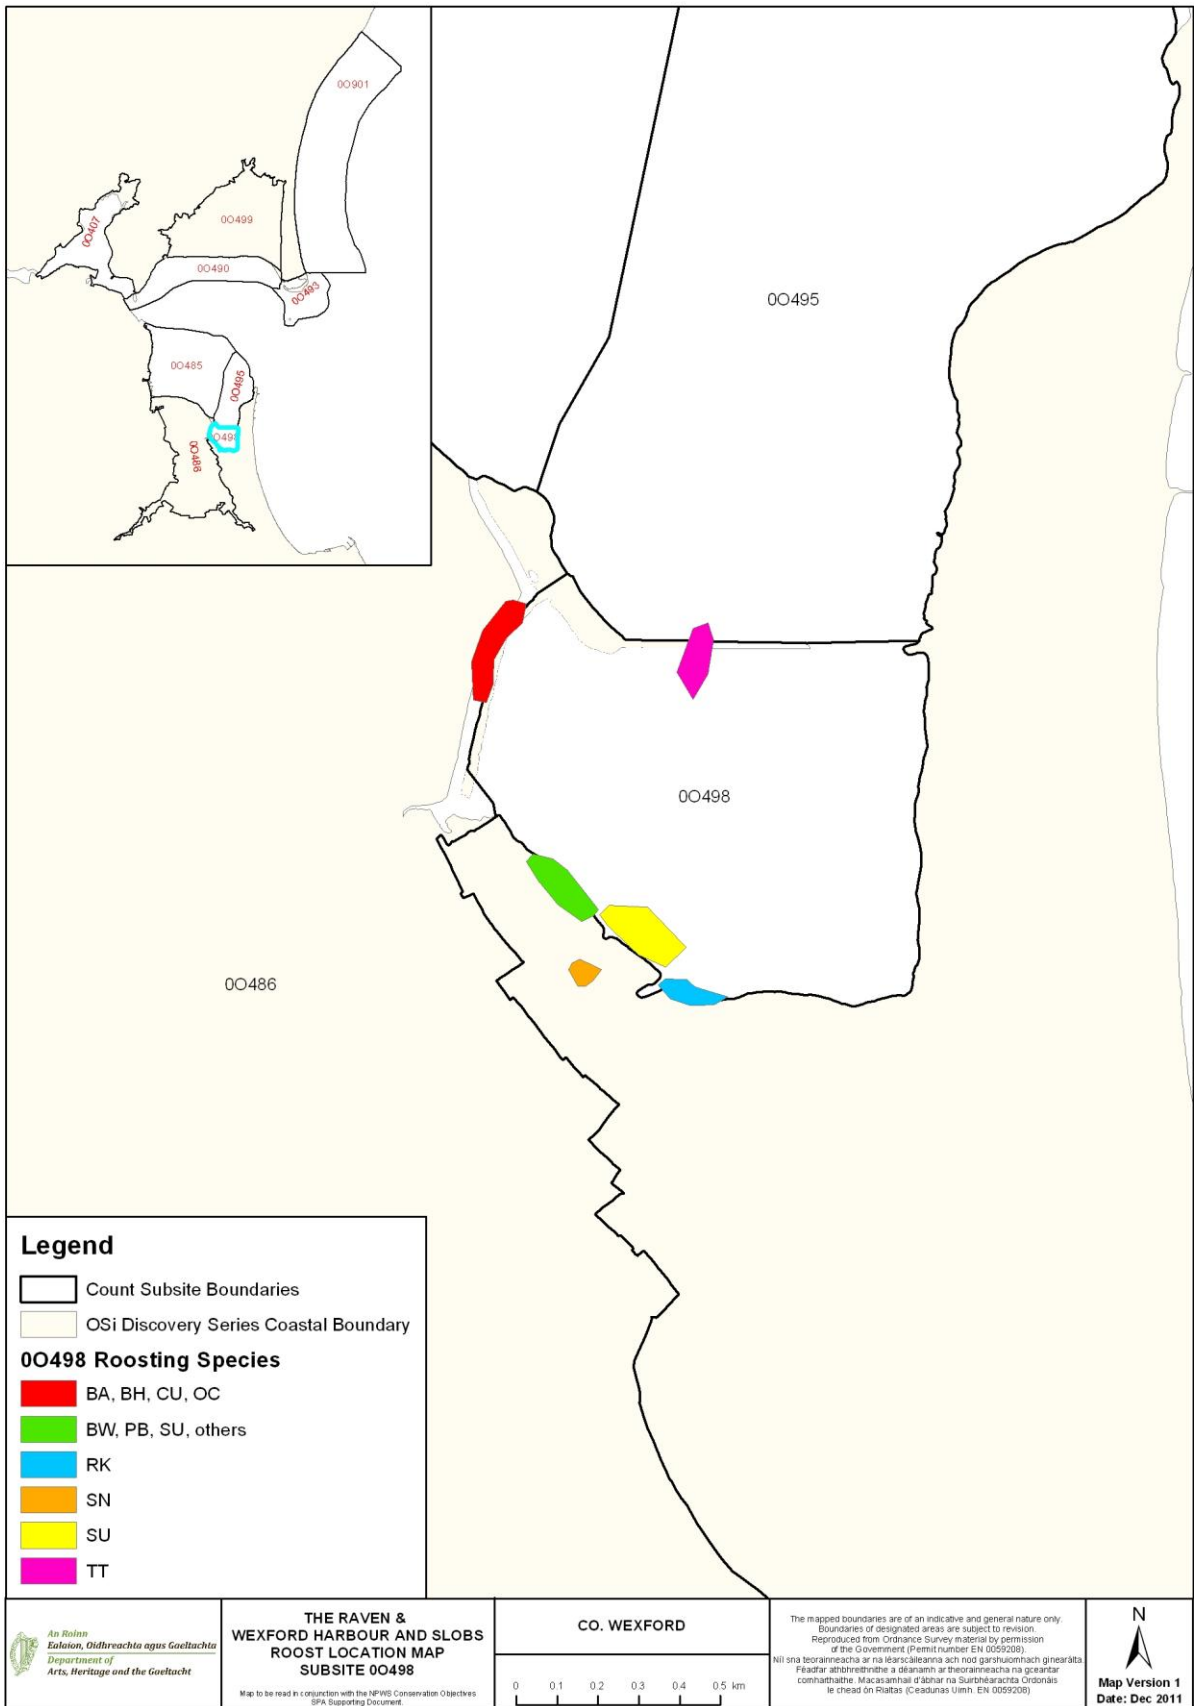 0O901
0O407
0O499
0O490
0O493
0O485
0O495
0O498
0O486
0O495
0O498
0O486
Legend
Count Subsite Boundaries
OSi Discovery Series Coastal Boundary
0O498 Roosting Species
BA, BH, CU, OC
BW, PB, SU, others
RK
SN
SU
TT
An Roinn
Ealaíon, Oidhreachta agus Gaeltachta
Department of
Arts, Heritage and the Gaeltacht
THE RAVEN &
WEXFORD HARBOUR AND SLOBS
ROOST LOCATION MAP
SUBSITE 0O498
Map to be read in conjunction with the NPWS Conservation Objectives
SPA Supporting Document.
CO. WEXFORD
0 0.1 0.2 0.3 0.4 0.5 km
The mapped boundaries are of an indicative and general nature only.
Boundaries of designated areas are subject to revision.
Reproduced from Ordnance Survey material by permission
of the Government (Permit number EN 0059208).
Níl sna teorainneacha ar na léarscáileanna ach nod garshuiomhach ginearálta.
Féadfar athbhreithnithe a déanamh ar theorainneacha na gceantar
comharthaithe. Macasamhail d'ábhar na Suirbhéarachta Ordonáis
le chead ón Rialtas (Ceadunas Uimh. EN 0059208)
N
Map Version 1
Date: Dec 2011